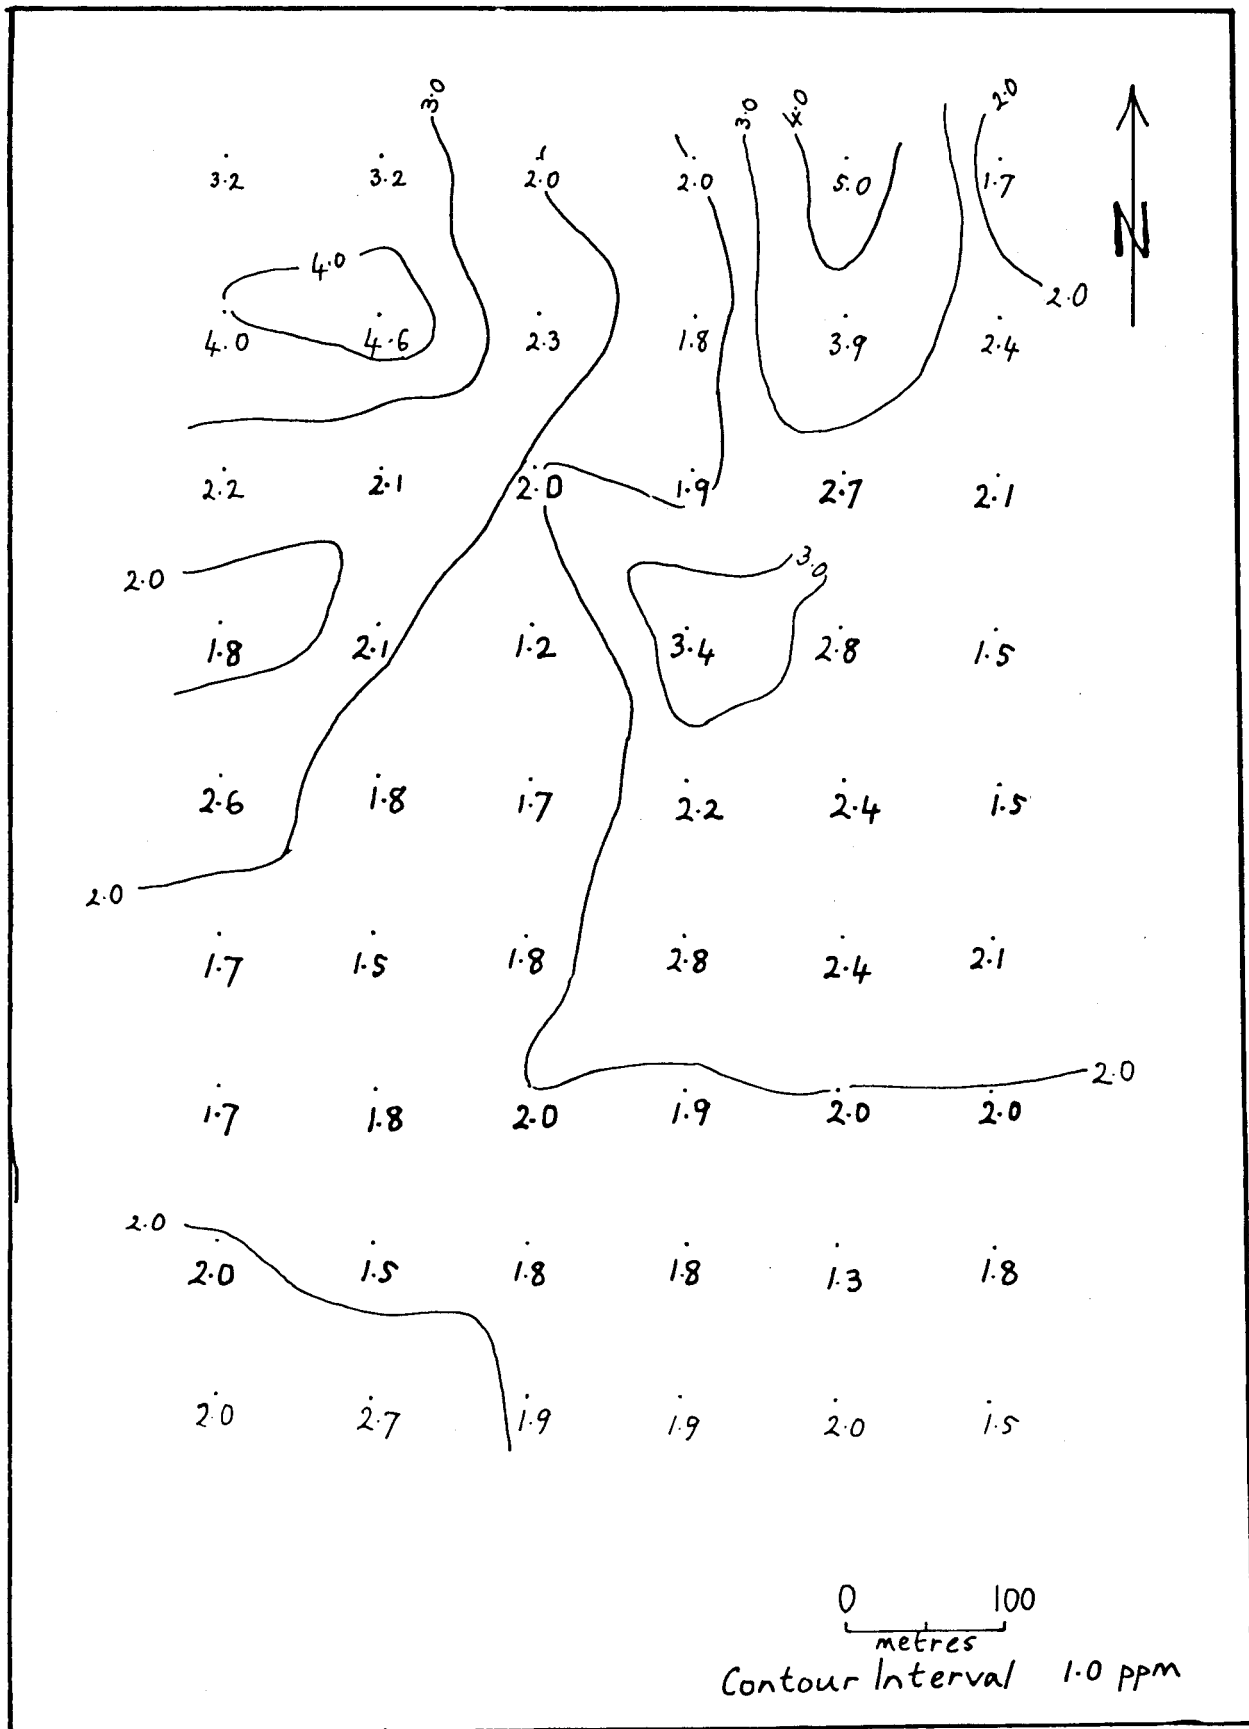 3.0 3.0 4.0 2.0
3.2 3.2 2.0 2.0 5.0 1.7
N
4.0
2.0
4.0 4.6 2.3 1.8 3.9 2.4
2.2 2.1 2.0 1.9 2.7 2.1
3.0
2.0
1.8 2.1 1.2 3.4 2.8 1.5
2.6 1.8 1.7 2.2 2.4 1.5
2.0
1.7 1.5 1.8 2.8 2.4 2.1
2.0
1.7 1.8 2.0 1.9 2.0 2.0
2.0
2.0 1.5 1.8 1.8 1.3 1.8
2.0 2.7 1.9 1.9 2.0 1.5
0 100
metres
Contour Interval 1.0 ppm